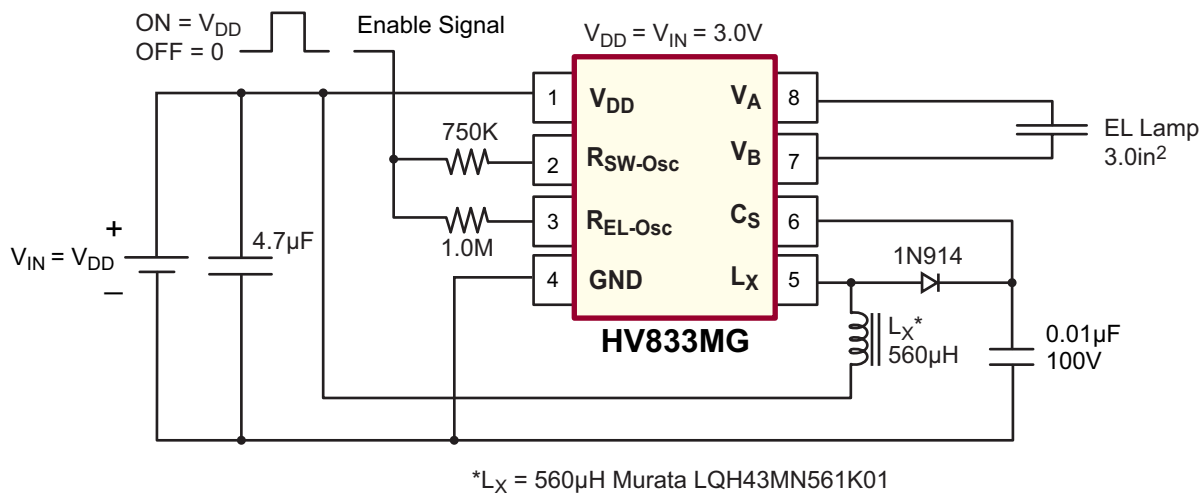 ON = VDD
OFF = 0
Enable Signal
VDD = VIN = 3.0V
1 VDD VA 8
750K
2 RSW-Osc VB 7
EL Lamp
3.0in²
3 REL-Osc CS 6
1.0M
4 GND LX 5
+
VIN = VDD
–
4.7µF
1N914
HV833MG
LX*
560µH
0.01µF
100V
*LX = 560µH Murata LQH43MN561K01